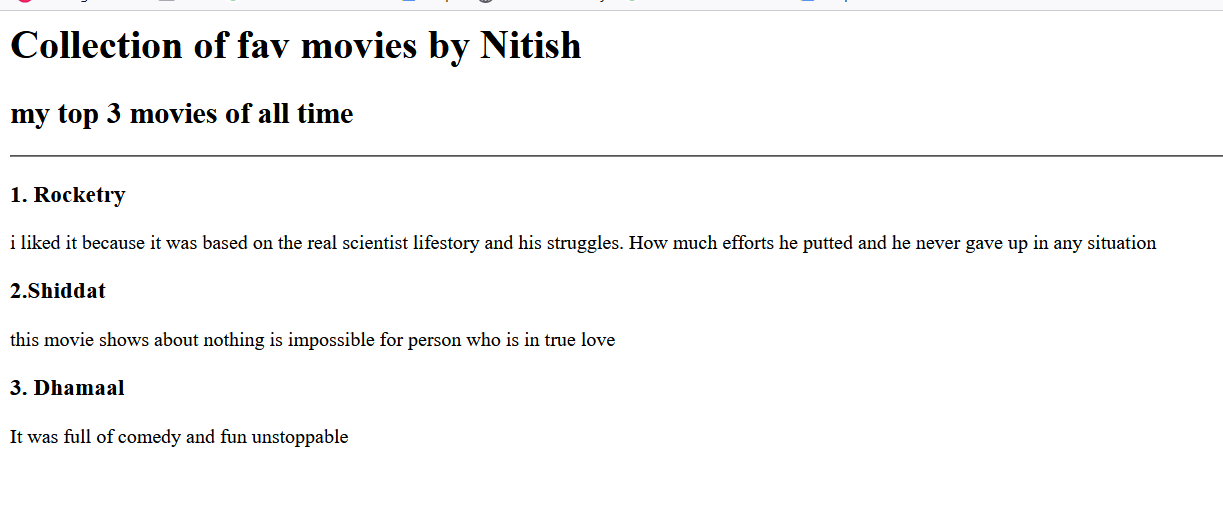 Collection of fav movies by Nitish
my top 3 movies of all time
1. Rocketry
i liked it because it was based on the real scientist lifestory and his struggles. How much efforts he putted and he never gave up in any situation
2.Shiddat
this movie shows about nothing is impossible for person who is in true love
3. Dhamaal
It was full of comedy and fun unstoppable